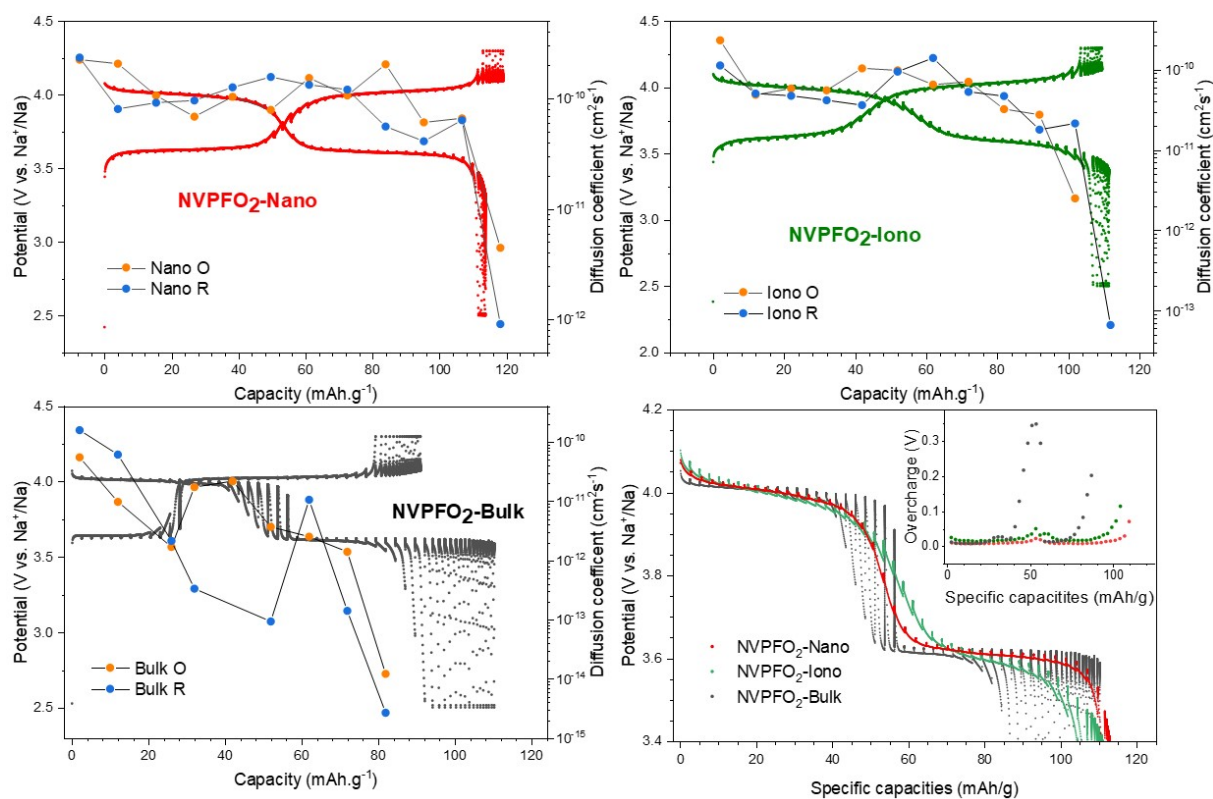 4.5
4.0
3.5
3.0
2.5
Potential (V vs. Na⁺/Na)
NVPFO₂-Nano
Nano O
Nano R
10⁻¹⁰
10⁻¹¹
10⁻¹²
Diffusion coefficient (cm²s⁻¹)
0 20 40 60 80 100 120
Capacity (mAh.g⁻¹)
4.5
4.0
3.5
3.0
2.5
2.0
Potential (V vs. Na⁺/Na)
NVPFO₂-Iono
Iono O
Iono R
10⁻¹⁰
10⁻¹¹
10⁻¹²
10⁻¹³
Diffusion coefficient (cm²s⁻¹)
0 20 40 60 80 100 120
Capacity (mAh.g⁻¹)
4.5
4.0
3.5
3.0
2.5
Potential (V vs. Na⁺/Na)
NVPFO₂-Bulk
Bulk O
Bulk R
10⁻¹⁰
10⁻¹¹
10⁻¹²
10⁻¹³
10⁻¹⁴
10⁻¹⁵
Diffusion coefficient (cm²s⁻¹)
0 20 40 60 80 100 120
Capacity (mAh.g⁻¹)
4.2
4.0
3.8
3.6
3.4
Potential (V vs. Na⁺/Na)
0.3
0.2
0.1
0.0
Overcharge (V)
50 100
Specific capacitites (mAh/g)
NVPFO₂-Nano
NVPFO₂-Iono
NVPFO₂-Bulk
0 20 40 60 80 100 120
Specific capacities (mAh/g)